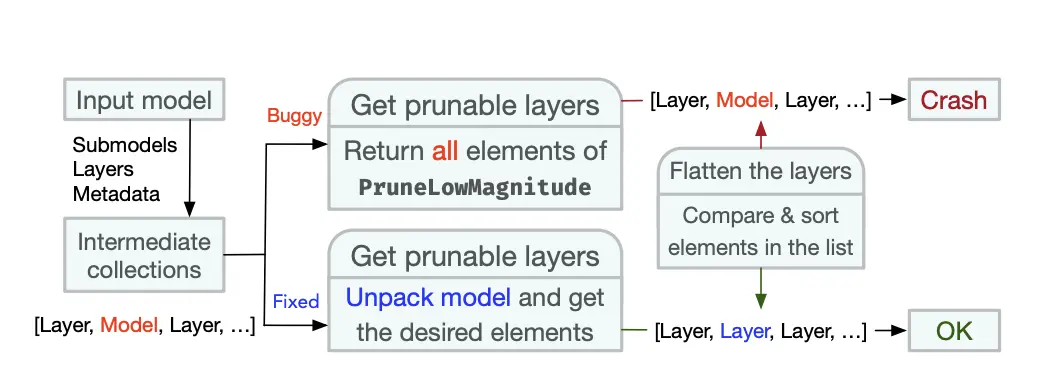 Input model
Submodels
Layers
Metadata
Intermediate
collections
[Layer, Model, Layer, …]
Buggy
Get prunable layers
Return all elements of
PruneLowMagnitude
Fixed
Get prunable layers
Unpack model and get
the desired elements
[Layer, Model, Layer, …]
Crash
Flatten the layers
Compare & sort
elements in the list
[Layer, Layer, Layer, …]
OK